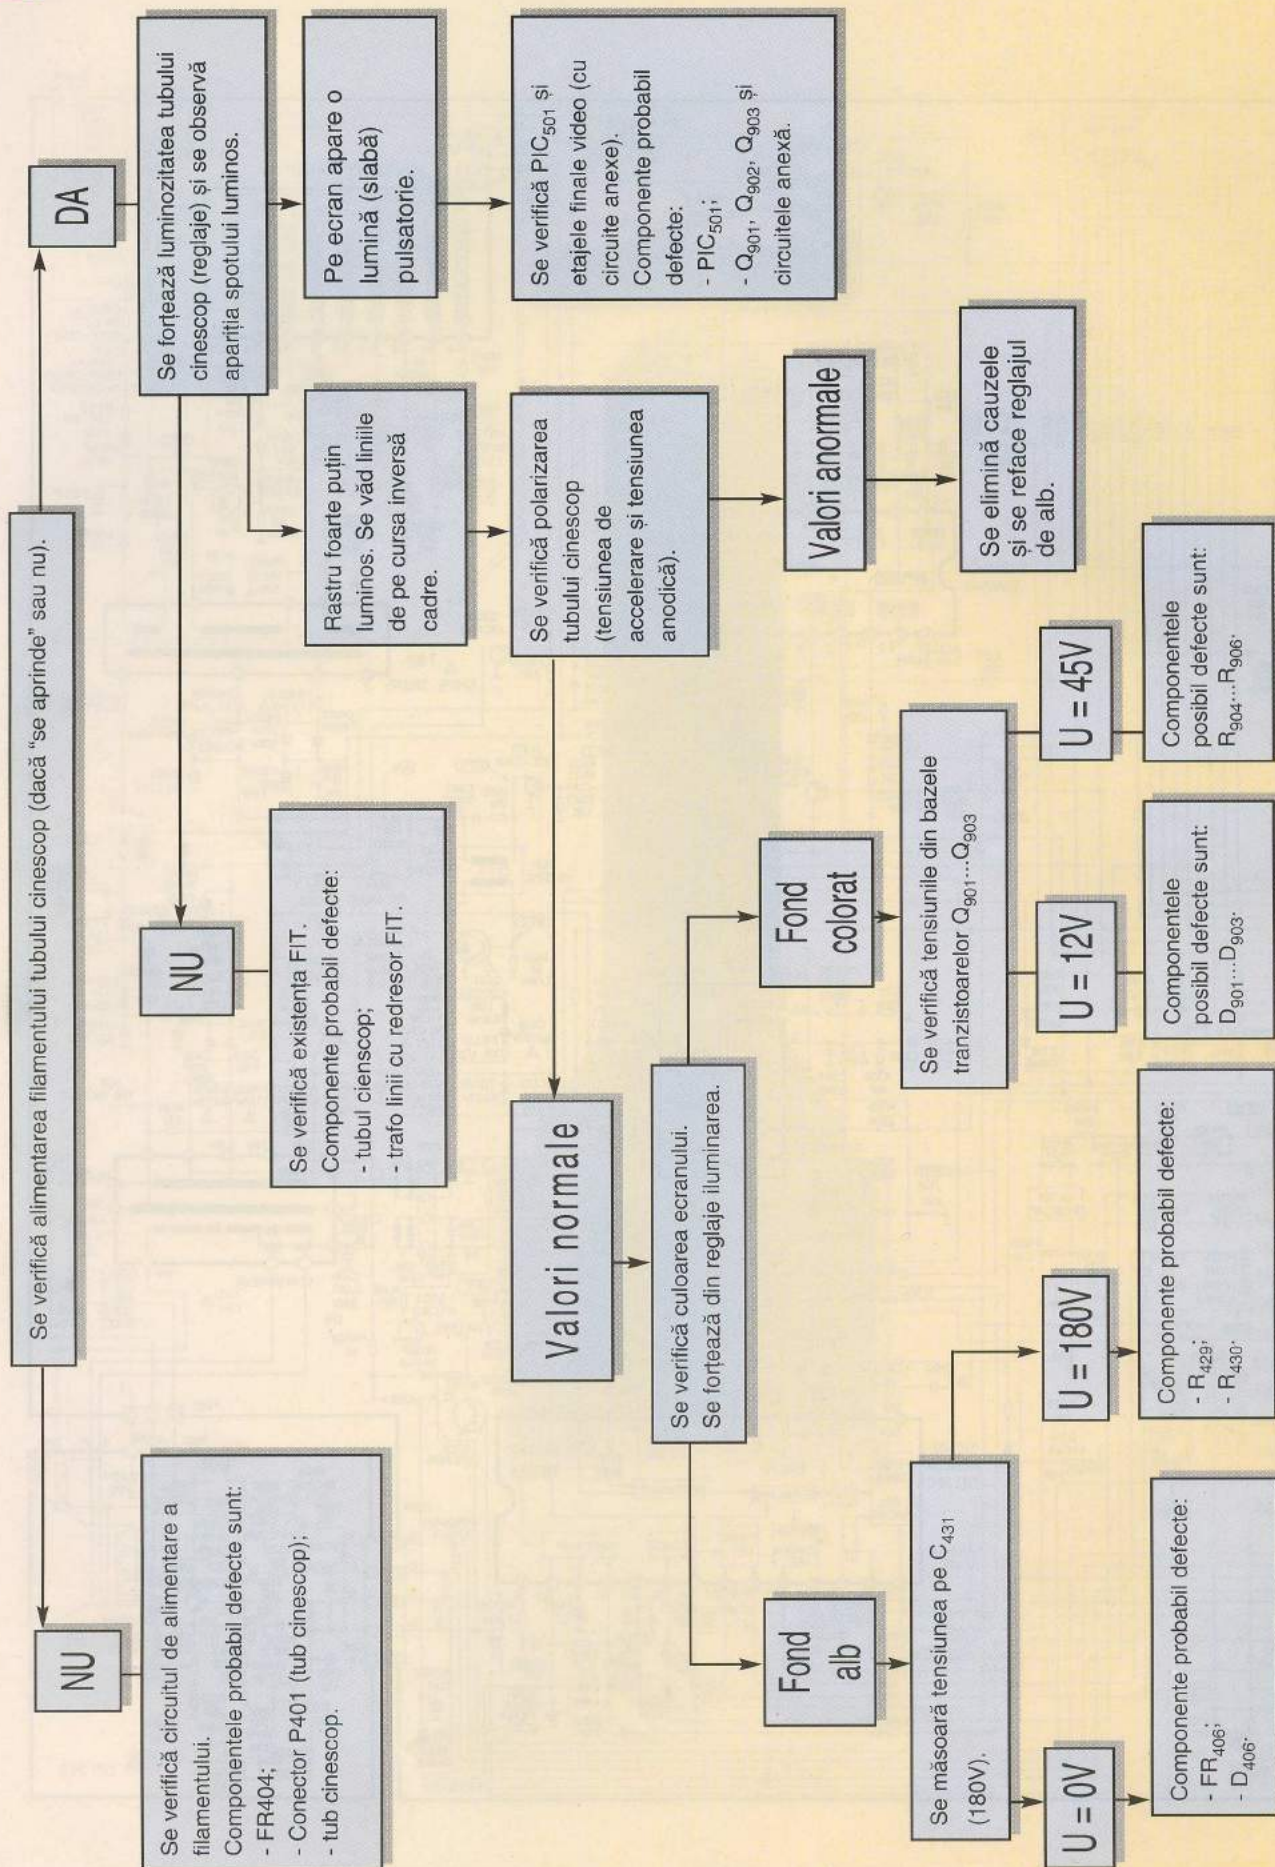 Se verifică alimentarea filamentului tubului cinescop (dacă "se aprinde" sau nu).
NU
Se verifică circuitul de alimentare a
filamentului.
Componentele probabil defecte sunt:
- FR404;
- Conector P401 (tub cinescop);
- tub cinescop.
DA
Se forțează luminozitatea tubului
cinescop (reglaje) și se observă
apariția spotului luminos.
NU
Se verifică existența FIT.
Componente probabil defecte:
- tubul cienscop;
- trafo linii cu redresor FIT.
Rastru foarte puțin
luminos. Se văd liniile
de pe cursa inversă
cadre.
Pe ecran apare o
lumină (slabă)
pulsatorie.
Se verifică PIC501 și
etajele finale video (cu
circuite anexe).
Componente probabil
defecte:
- PIC501;
- Q901, Q902, Q903 și
circuitele anexă.
Se verifică polarizarea
tubului cinescop
(tensiunea de
accelerare și tensiunea
anodică).
Valori normale
Valori anormale
Se elimină cauzele
și se reface reglajul
de alb.
Se verifică culoarea ecranului.
Se forțează din reglaje iluminarea.
Fond
alb
Fond
colorat
Se măsoară tensiunea pe C431
(180V).
Se verifică tensiunile din bazele
tranzistoarelor Q901...Q903
U = 0V
U = 180V
U = 12V
U = 45V
Componente probabil defecte:
- FR406;
- D406.
Componente probabil defecte:
- R429;
- R430.
Componentele
posibil defecte sunt:
D901...D903.
Componentele
posibil defecte sunt:
R904...R906.